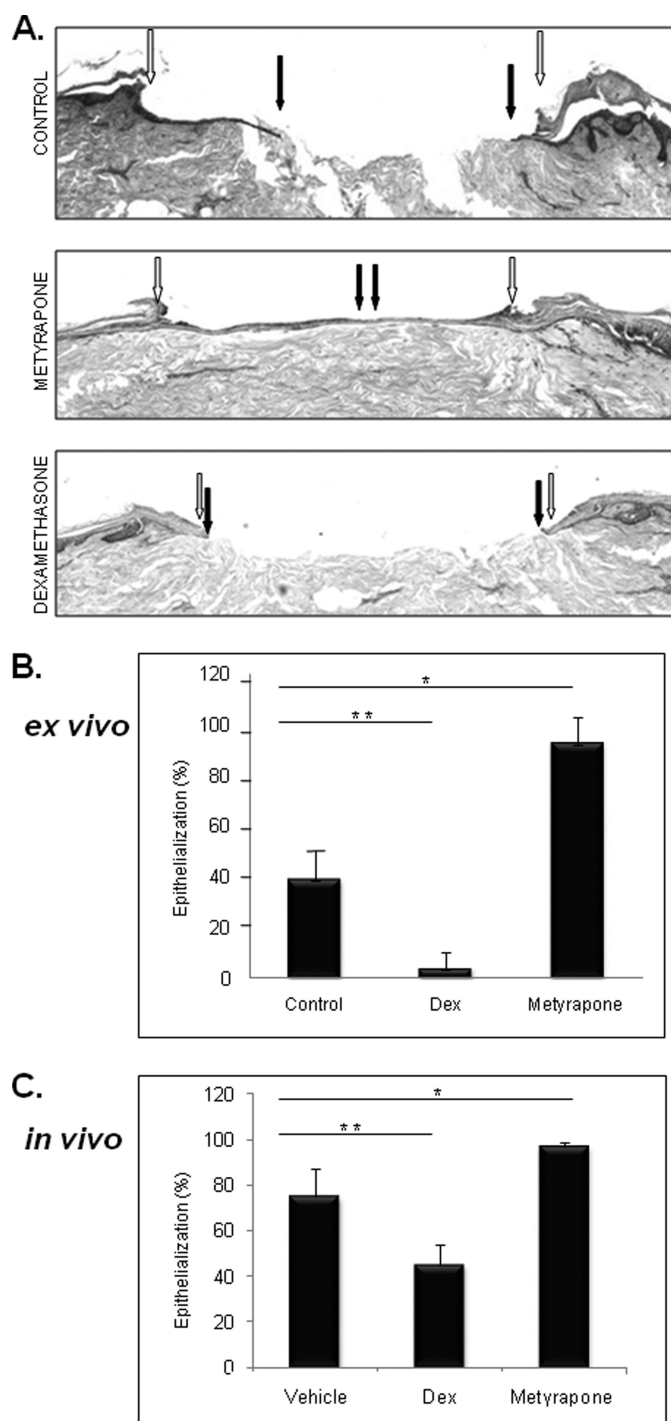 A.
CONTROL
METYRAPONE
DEXAMETHASONE
B.
ex vivo
Epithelialization (%)
120
100
80
60
40
20
0
*
**
Control Dex Metyrapone
C.
in vivo
Epithelialization (%)
120
100
80
60
40
20
0
*
**
Vehicle Dex Metyrapone